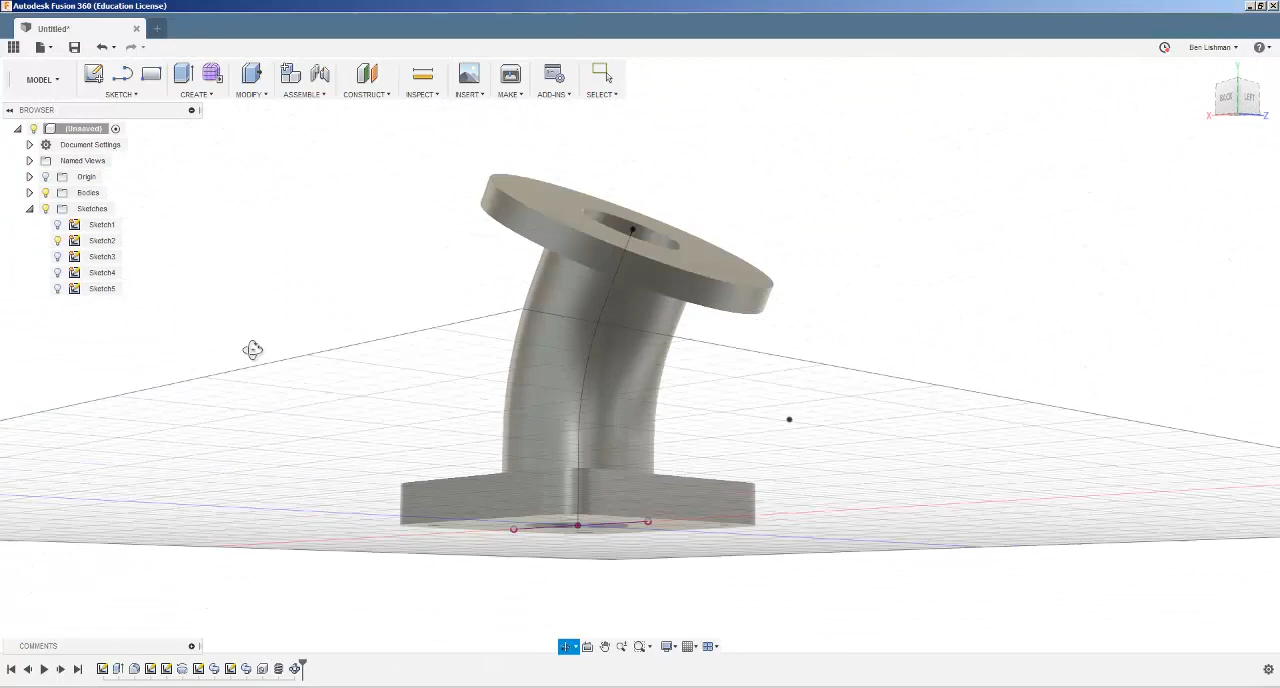 Autodesk Fusion 360 (Education License)
Untitled*
Ben Lishman
MODEL
SKETCH
CREATE
MODIFY
ASSEMBLE
CONSTRUCT
INSPECT
INSERT
MAKE
ADD-INS
SELECT
BACK
LEFT
Y
X
Z
BROWSER
(Unsaved)
Document Settings
Named Views
Origin
Bodies
Sketches
Sketch1
Sketch2
Sketch3
Sketch4
Sketch5
COMMENTS